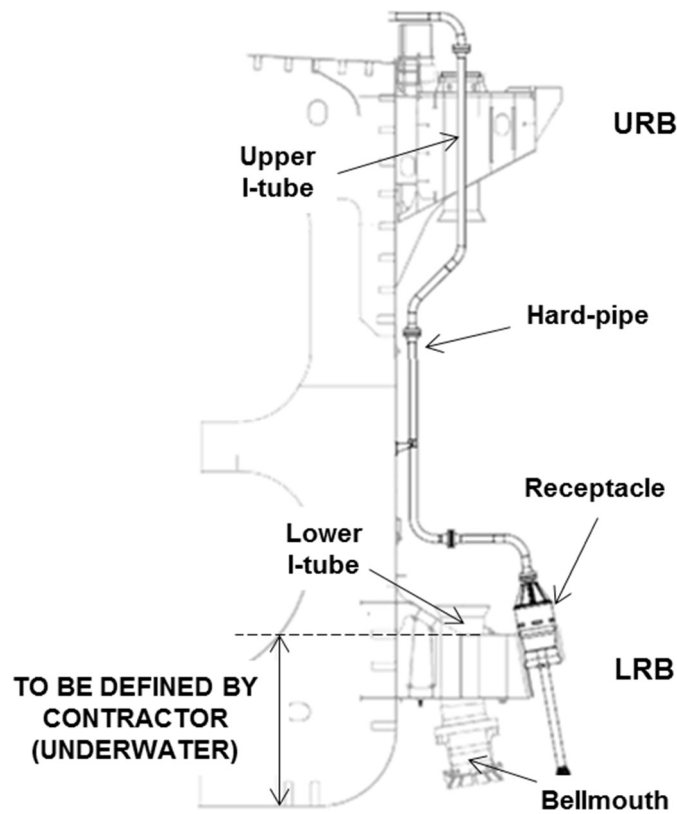 URB
Upper
I-tube
Hard-pipe
Receptacle
Lower
I-tube
TO BE DEFINED BY
CONTRACTOR
(UNDERWATER)
LRB
Bellmouth